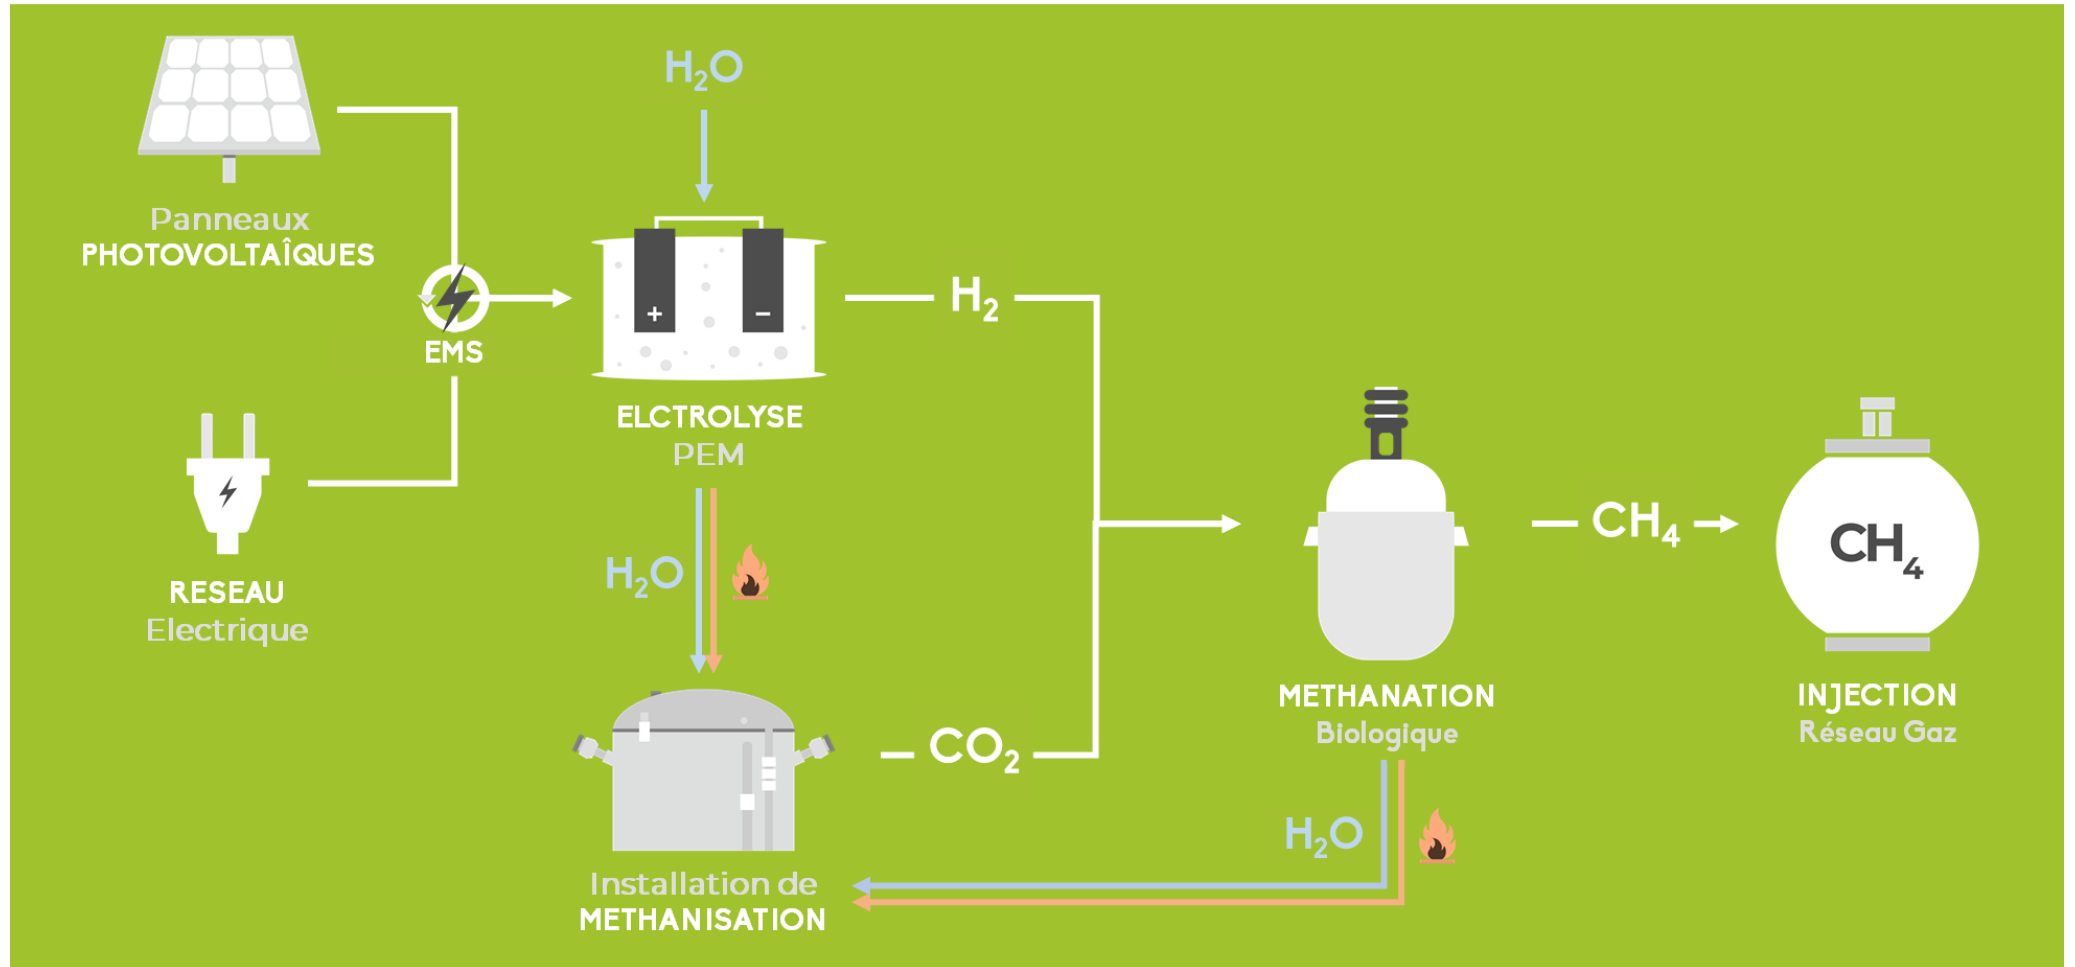 H₂O
Panneaux
PHOTOVOLTAÎQUES
EMS
+
−
H₂
ELCTROLYSE
PEM
RESEAU
Electrique
H₂O
CH₄
CH₄
METHANATION
Biologique
INJECTION
Réseau Gaz
CO₂
H₂O
Installation de
METHANISATION